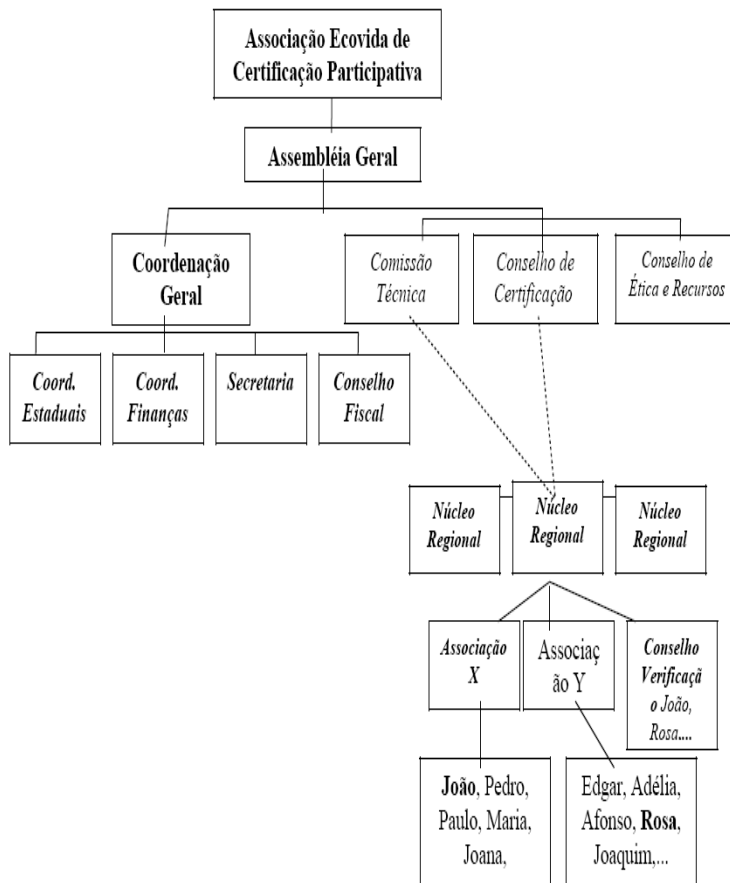 Associação Ecovida de
Certificação Participativa
Assembléia Geral
Coordenação
Geral
Comissão
Técnica
Conselho de
Certificação
Conselho de
Ética e Recursos
Coord.
Estaduais
Coord.
Finanças
Secretaria
Conselho
Fiscal
Núcleo
Regional
Núcleo
Regional
Núcleo
Regional
Associação
X
Associaç
ão Y
Conselho
Verificaçã
o João,
Rosa....
João, Pedro,
Paulo, Maria,
Joana,
Edgar, Adélia,
Afonso, Rosa,
Joaquim,...